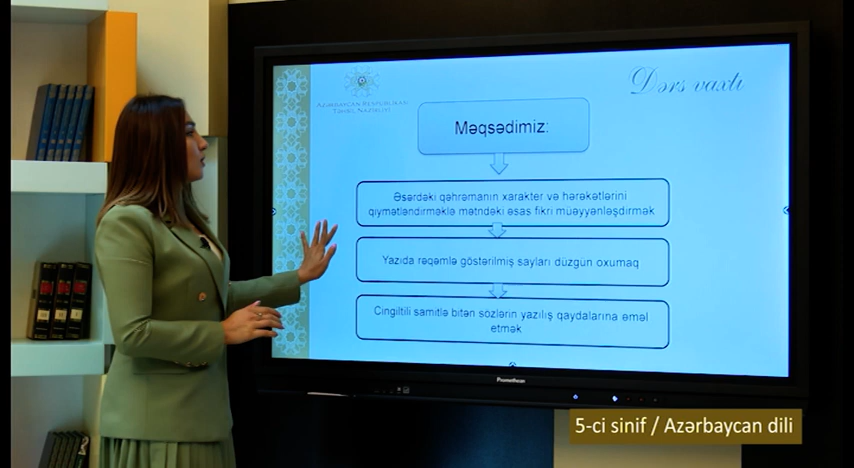 Dərs vaxtı
AZƏRBAYCAN RESPUBLİKASI
TƏHSİL NAZİRLİYİ
Məqsədimiz:
Əsərdəki qəhrəmanın xarakter və hərəkətlərini
qiymətləndirməklə mətndəki əsas fikri müəyyənləşdirmək
Yazıda rəqəmlə göstərilmiş sayları düzgün oxumaq
Cingiltili samitlə bitən sözlərin yazılış qaydalarına əməl
etmək
Promethean
5-ci sinif / Azərbaycan dili